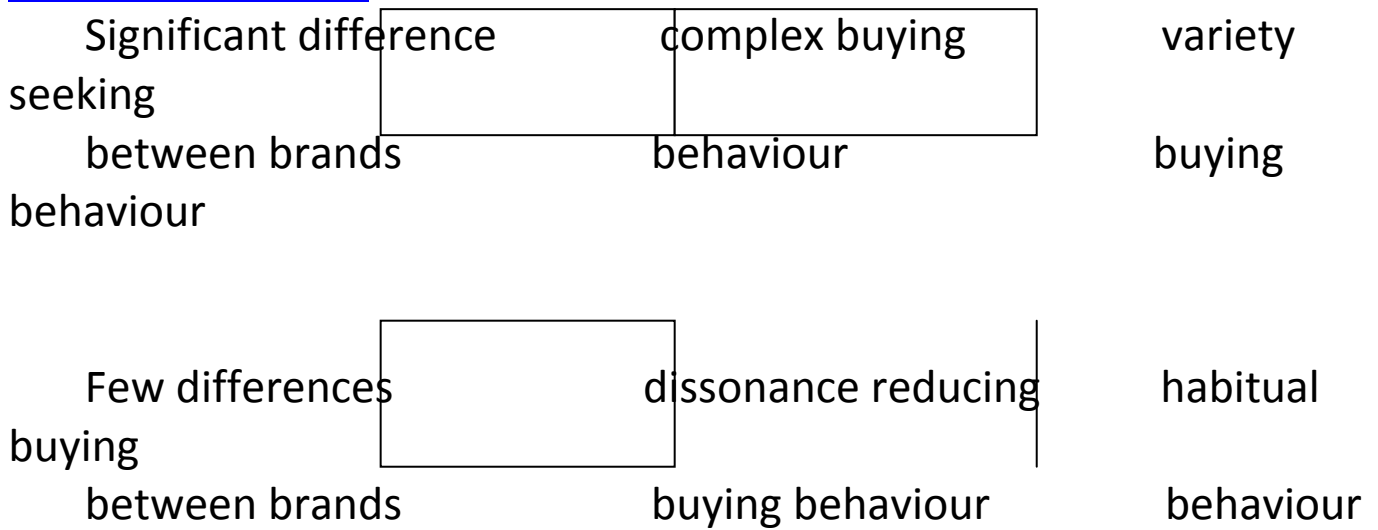 Significant difference complex buying variety
seeking
between brands behaviour buying
behaviour
Few differences dissonance reducing habitual
buying
between brands buying behaviour behaviour